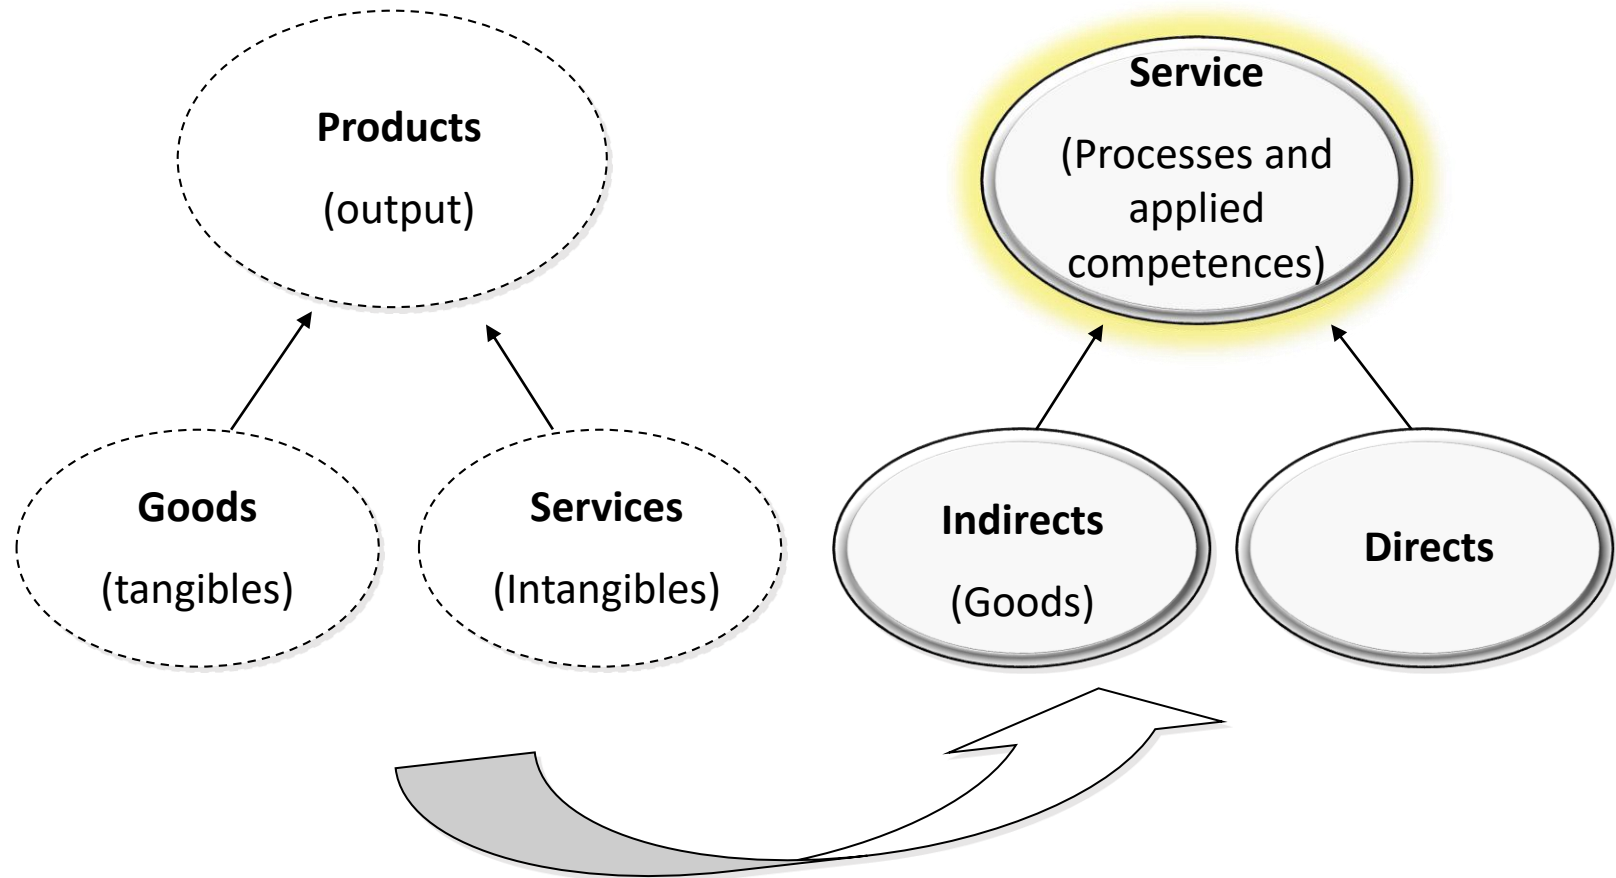 Products
(output)
Service
(Processes and
applied
competences)
Goods
(tangibles)
Services
(Intangibles)
Indirects
(Goods)
Directs